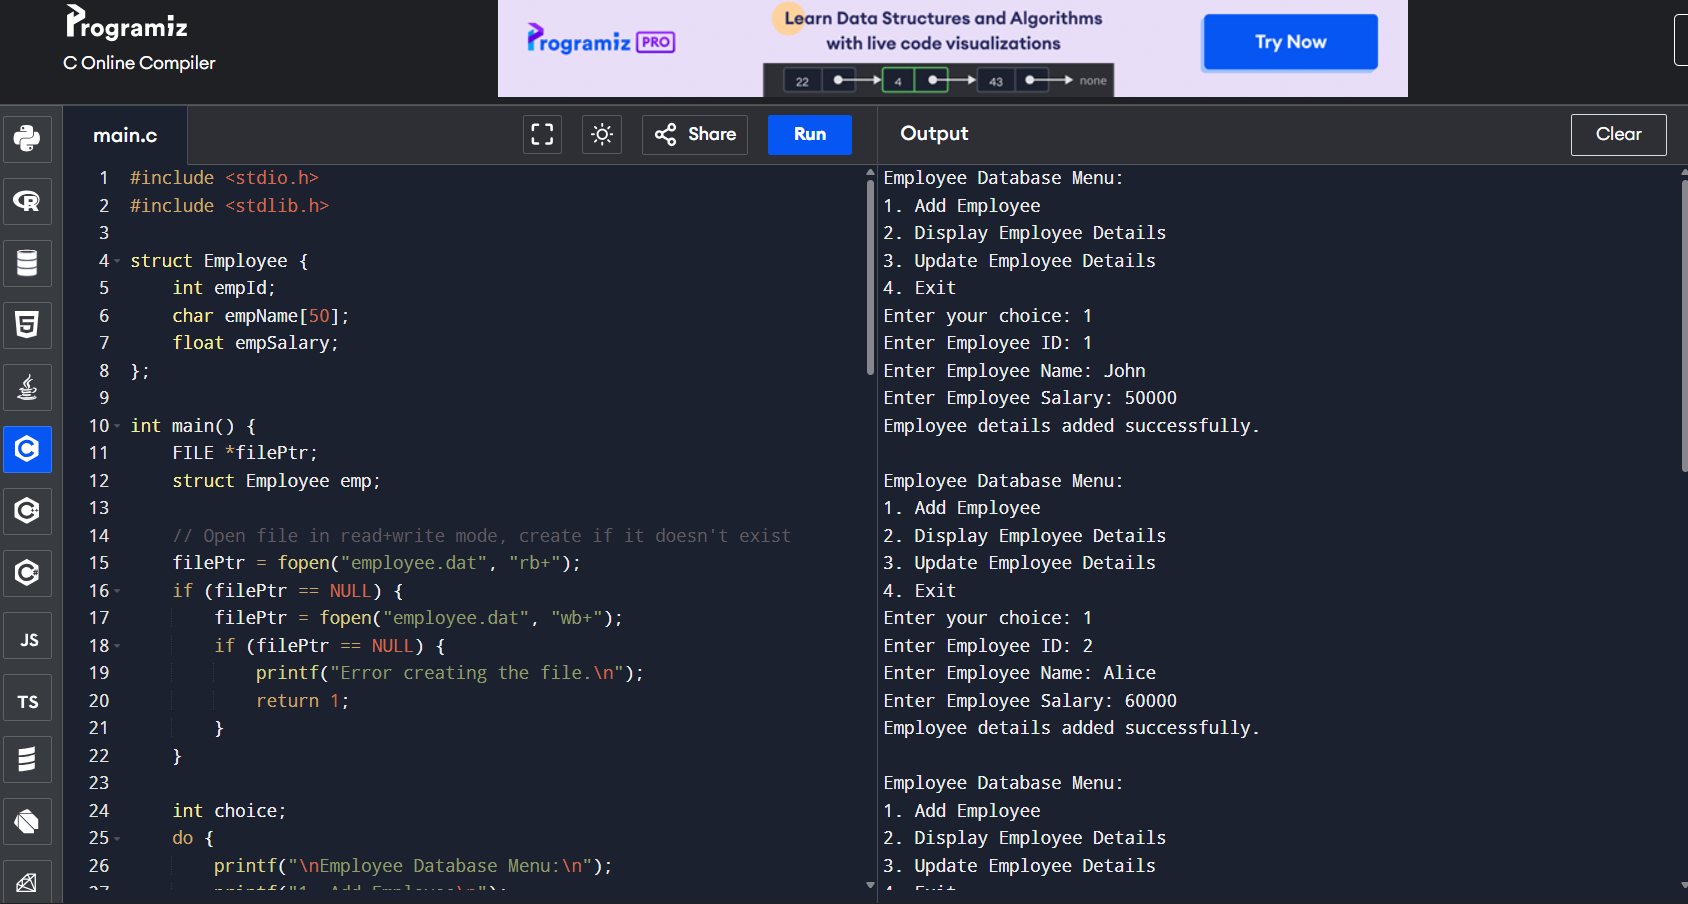 Programiz
C Online Compiler
Programiz PRO
Learn Data Structures and Algorithms
with live code visualizations
22 4 43 none
Try Now
main.c
Share
Run
Output
Clear
1 #include <stdio.h>
2 #include <stdlib.h>
3
4 struct Employee {
5 int empId;
6 char empName[50];
7 float empSalary;
8 };
9
10 int main() {
11 FILE *filePtr;
12 struct Employee emp;
13
14 // Open file in read+write mode, create if it doesn't exist
15 filePtr = fopen("employee.dat", "rb+");
16 if (filePtr == NULL) {
17 filePtr = fopen("employee.dat", "wb+");
18 if (filePtr == NULL) {
19 printf("Error creating the file.\n");
20 return 1;
21 }
22 }
23
24 int choice;
25 do {
26 printf("\nEmployee Database Menu:\n");
27 printf("1. Add Employee\n");
Employee Database Menu:
1. Add Employee
2. Display Employee Details
3. Update Employee Details
4. Exit
Enter your choice: 1
Enter Employee ID: 1
Enter Employee Name: John
Enter Employee Salary: 50000
Employee details added successfully.
Employee Database Menu:
1. Add Employee
2. Display Employee Details
3. Update Employee Details
4. Exit
Enter your choice: 1
Enter Employee ID: 2
Enter Employee Name: Alice
Enter Employee Salary: 60000
Employee details added successfully.
Employee Database Menu:
1. Add Employee
2. Display Employee Details
3. Update Employee Details
4. Exit
R
5
C
C++
C#
JS
TS